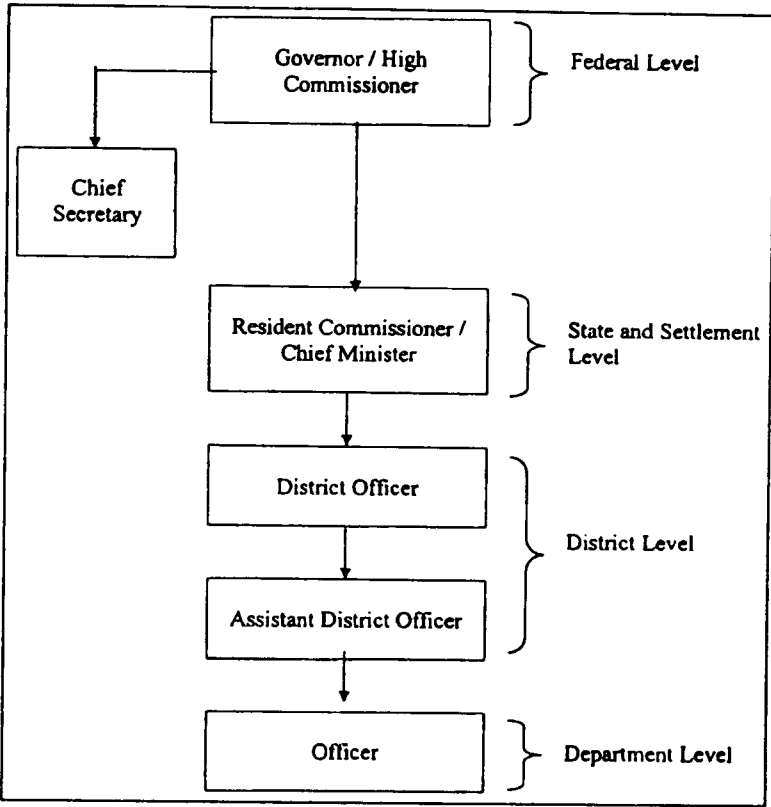 Governor / High
Commissioner
Federal Level
Chief
Secretary
Resident Commissioner /
Chief Minister
State and Settlement
Level
District Officer
District Level
Assistant District Officer
Officer
Department Level